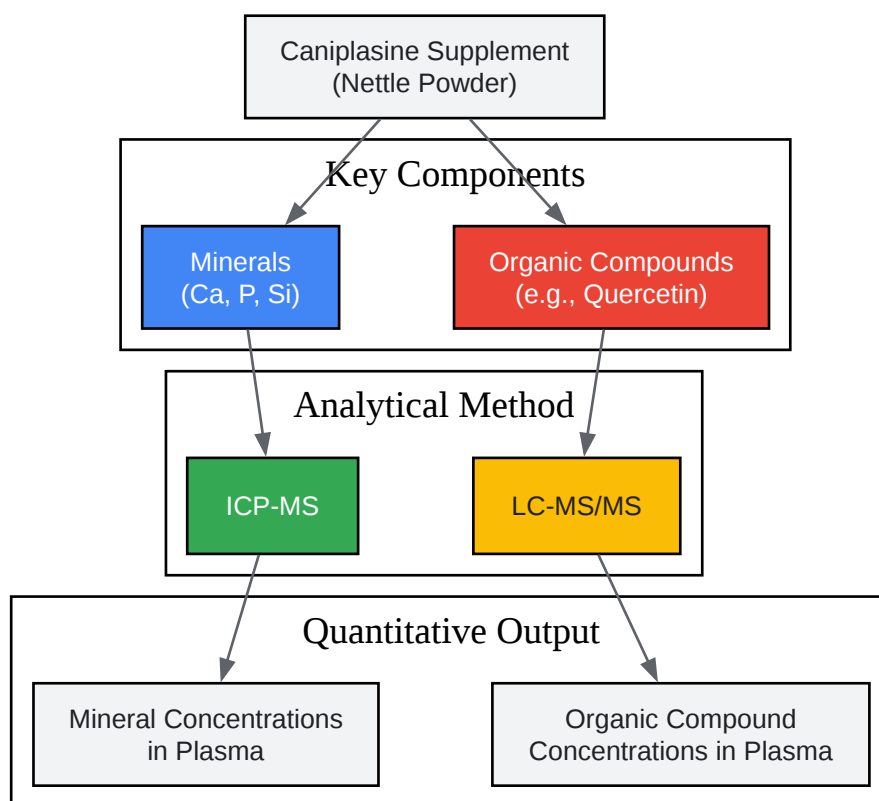 Caniplasine Supplement
(Nettle Powder)
Key Components
Minerals
(Ca, P, Si)
Organic Compounds
(e.g., Quercetin)
Analytical Method
ICP-MS
LC-MS/MS
Quantitative Output
Mineral Concentrations
in Plasma
Organic Compound
Concentrations in Plasma